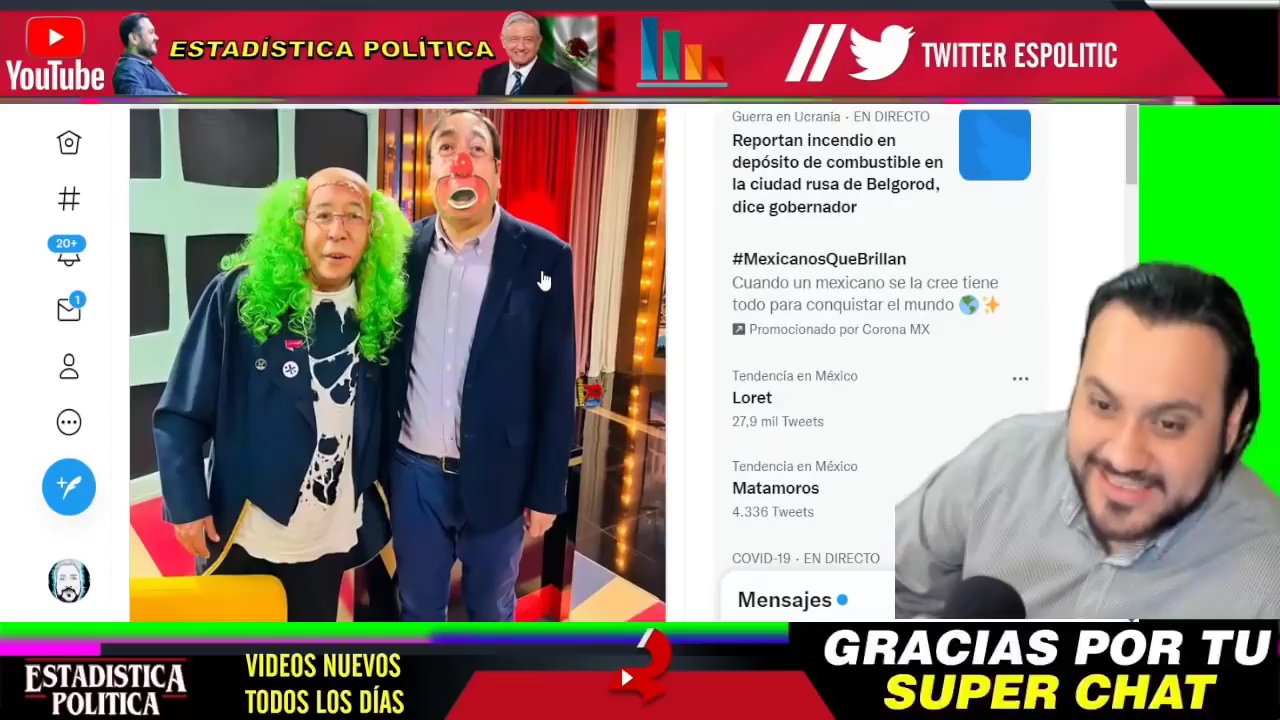 YouTube
ESTADÍSTICA POLÍTICA
TWITTER ESPOLITIC
20+
1
Guerra en Ucrania · EN DIRECTO
Reportan incendio en
depósito de combustible en
la ciudad rusa de Belgorod,
dice gobernador
#MexicanosQueBrillan
Cuando un mexicano se la cree tiene
todo para conquistar el mundo 🌎✨
Promocionado por Corona MX
Tendencia en México
Loret
27,9 mil Tweets
Tendencia en México
Matamoros
4.336 Tweets
COVID-19 · EN DIRECTO
Mensajes
ESTADISTICA
POLITICA
VIDEOS NUEVOS
TODOS LOS DÍAS
GRACIAS POR TU
SUPER CHAT